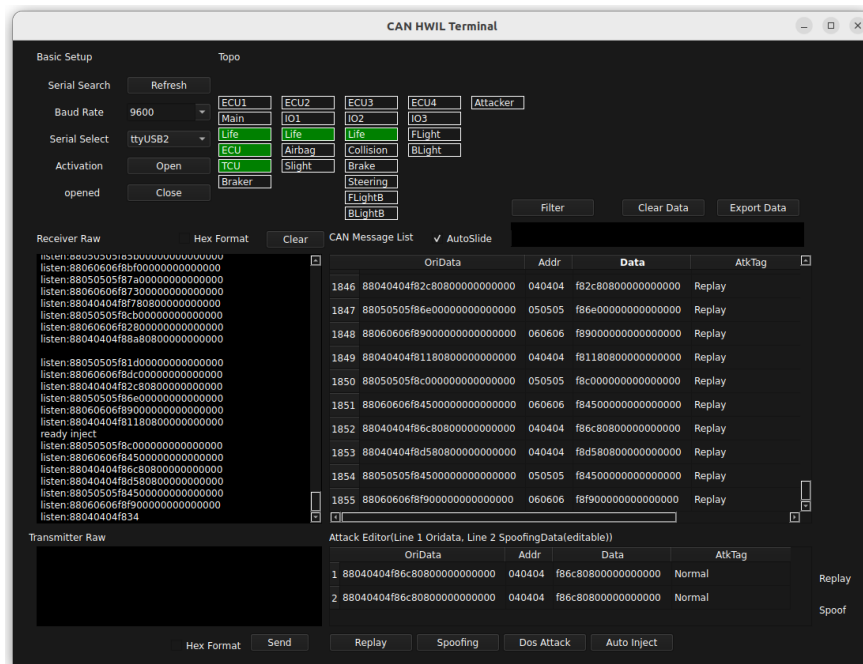 CAN HWIL Terminal
Basic Setup
Topo
Serial Search Refresh
Baud Rate 9600
Serial Select ttyUSB2
Activation Open
opened Close
ECU1 ECU2 ECU3 ECU4 Attacker
Main IO1 IO2 IO3
Life Life Life FLight
ECU Airbag Collision BLight
TCU Slight Brake
Braker Steering
FLightB
BLightB
Filter Clear Data Export Data
Receiver Raw Hex Format Clear
CAN Message List ✓ AutoSlide
listen:88050505f85b00000000000000
listen:88060606f8bf00000000000000
listen:88050505f87a00000000000000
listen:88060606f87300000000000000
listen:88040404f8f780800000000000
listen:88050505f8cb00000000000000
listen:88060606f82800000000000000
listen:88040404f88a80800000000000
listen:88050505f81d00000000000000
listen:88060606f8dc00000000000000
listen:88040404f82c80800000000000
listen:88050505f86e00000000000000
listen:88060606f89000000000000000
listen:88040404f81180800000000000
ready inject
listen:88050505f8c000000000000000
listen:88060606f84500000000000000
listen:88040404f86c80800000000000
listen:88040404f8d580800000000000
listen:88050505f84500000000000000
listen:88060606f8f900000000000000
listen:88040404f834
OriData Addr Data AtkTag
1846 88040404f82c80800000000000 040404 f82c80800000000000 Replay
1847 88050505f86e00000000000000 050505 f86e00000000000000 Replay
1848 88060606f89000000000000000 060606 f89000000000000000 Replay
1849 88040404f81180800000000000 040404 f81180800000000000 Replay
1850 88050505f8c000000000000000 050505 f8c000000000000000 Replay
1851 88060606f84500000000000000 060606 f84500000000000000 Replay
1852 88040404f86c80800000000000 040404 f86c80800000000000 Replay
1853 88040404f8d580800000000000 040404 f8d580800000000000 Replay
1854 88050505f84500000000000000 050505 f84500000000000000 Replay
1855 88060606f8f900000000000000 060606 f8f900000000000000 Replay
Transmitter Raw
Attack Editor(Line 1 Oridata, Line 2 SpoofingData(editable))
OriData Addr Data AtkTag
1 88040404f86c80800000000000 040404 f86c80800000000000 Normal
2 88040404f86c80800000000000 040404 f86c80800000000000 Normal
Replay
Spoof
Hex Format Send Replay Spoofing Dos Attack Auto Inject